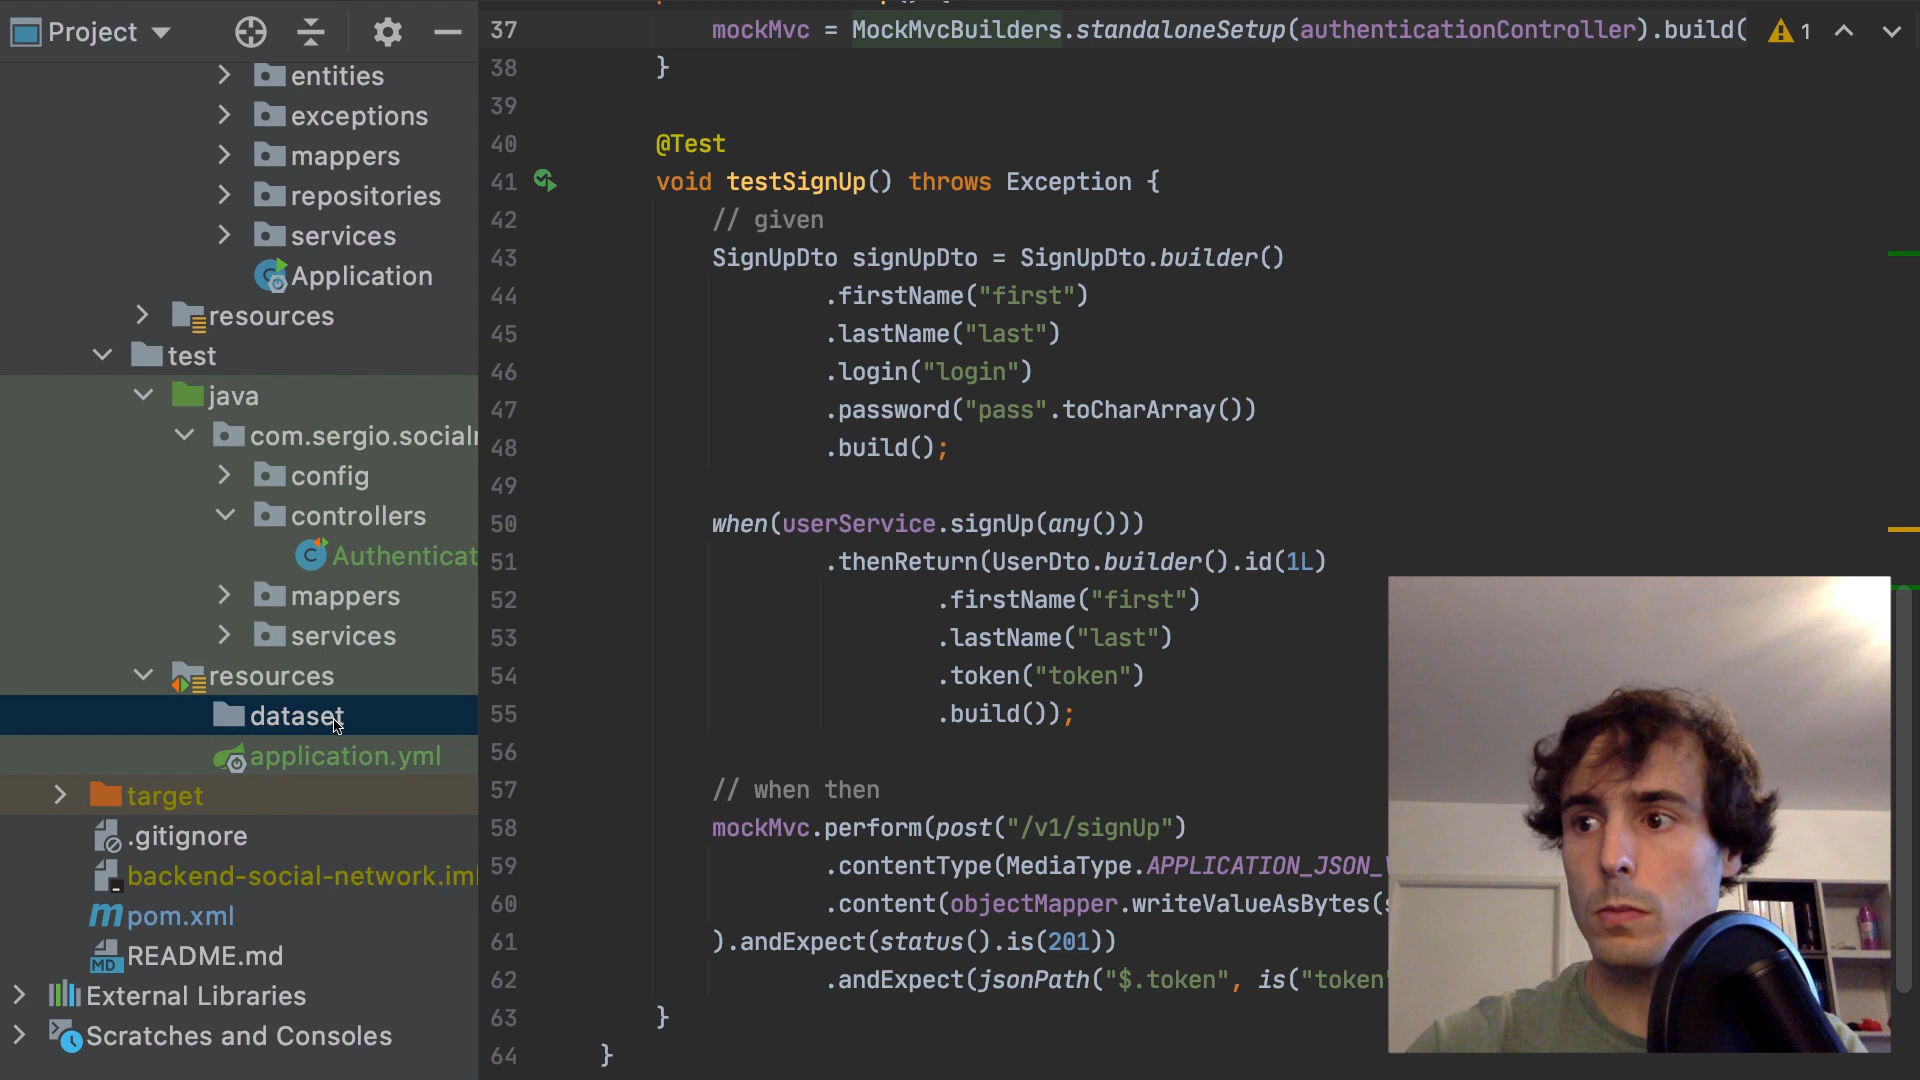 Project
entities
exceptions
mappers
repositories
services
Application
resources
test
java
com.sergio.socialn
config
controllers
Authenticat
mappers
services
resources
dataset
application.yml
target
.gitignore
backend-social-network.iml
pom.xml
MD README.md
External Libraries
Scratches and Consoles
1
37 mockMvc = MockMvcBuilders.standaloneSetup(authenticationController).build(
38 }
39
40 @Test
41 void testSignUp() throws Exception {
42 // given
43 SignUpDto signUpDto = SignUpDto.builder()
44 .firstName("first")
45 .lastName("last")
46 .login("login")
47 .password("pass".toCharArray())
48 .build();
49
50 when(userService.signUp(any()))
51 .thenReturn(UserDto.builder().id(1L)
52 .firstName("first")
53 .lastName("last")
54 .token("token")
55 .build());
56
57 // when then
58 mockMvc.perform(post("/v1/signUp")
59 .contentType(MediaType.APPLICATION_JSON_
60 .content(objectMapper.writeValueAsBytes(
61 ).andExpect(status().is(201))
62 .andExpect(jsonPath("$.token", is("token
63 }
64 }